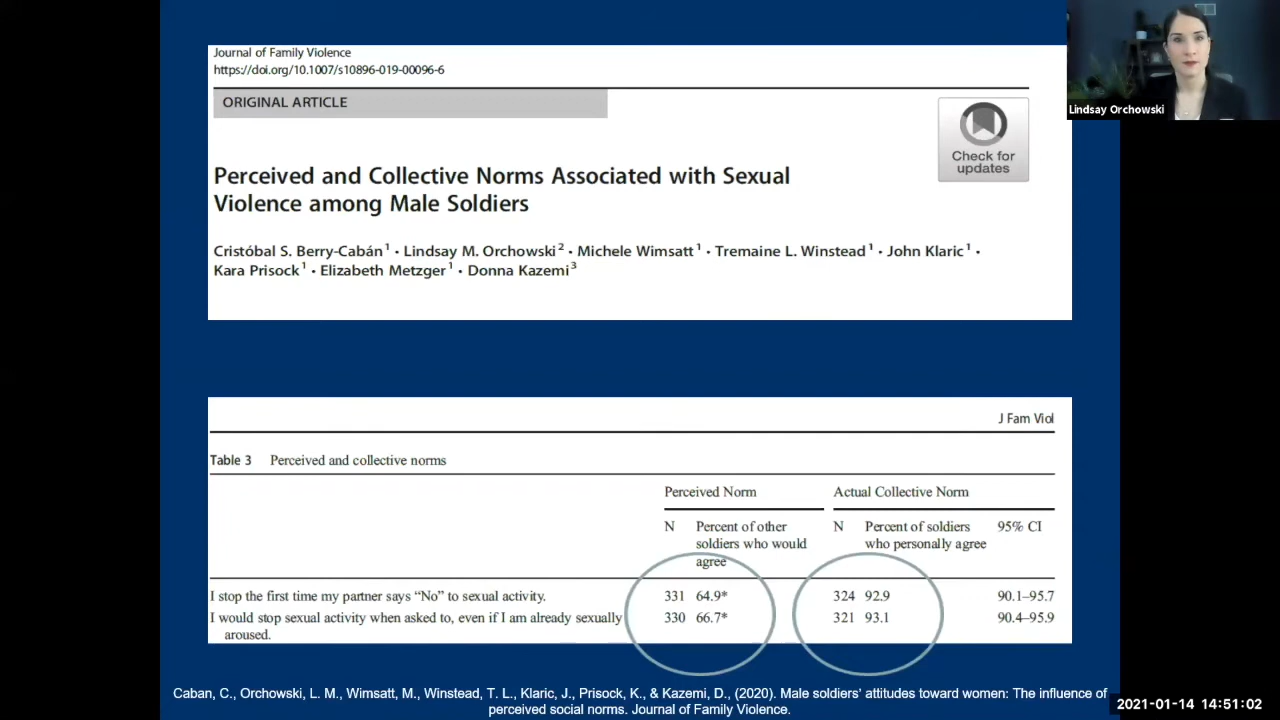 Journal of Family Violence
https://doi.org/10.1007/s10896-019-00096-6
ORIGINAL ARTICLE
Check for
updates
Lindsay Orchowski
Perceived and Collective Norms Associated with Sexual
Violence among Male Soldiers
Cristóbal S. Berry-Cabán1 • Lindsay M. Orchowski2 • Michele Wimsatt1 • Tremaine L. Winstead1 • John Klaric1 •
Kara Prisock1 • Elizabeth Metzger1 • Donna Kazemi3
J Fam Viol
Table 3 Perceived and collective norms
Perceived Norm Actual Collective Norm
N Percent of other N Percent of soldiers 95% CI
soldiers who would who personally agree
agree
I stop the first time my partner says “No” to sexual activity. 331 64.9* 324 92.9 90.1–95.7
I would stop sexual activity when asked to, even if I am already sexually 330 66.7* 321 93.1 90.4–95.9
aroused.
Caban, C., Orchowski, L. M., Wimsatt, M., Winstead, T. L., Klaric, J., Prisock, K., & Kazemi, D., (2020). Male soldiers’ attitudes toward women: The influence of
perceived social norms. Journal of Family Violence.
2021-01-14 14:51:02